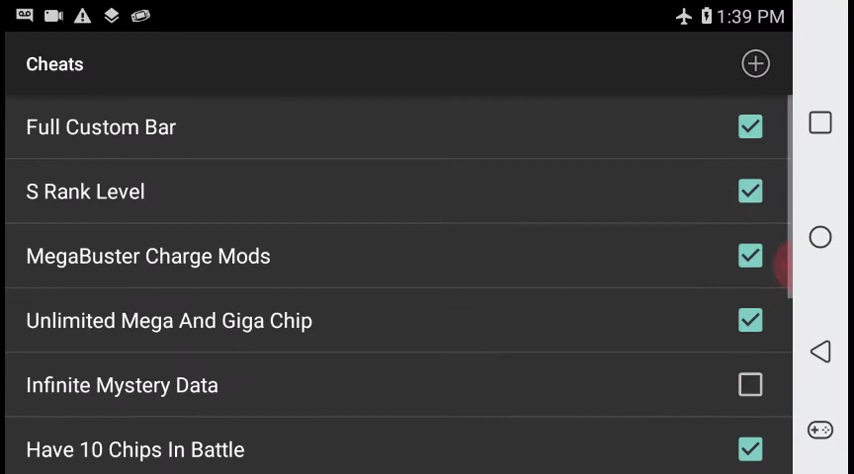 1:39 PM
Cheats
Full Custom Bar
S Rank Level
MegaBuster Charge Mods
Unlimited Mega And Giga Chip
Infinite Mystery Data
Have 10 Chips In Battle